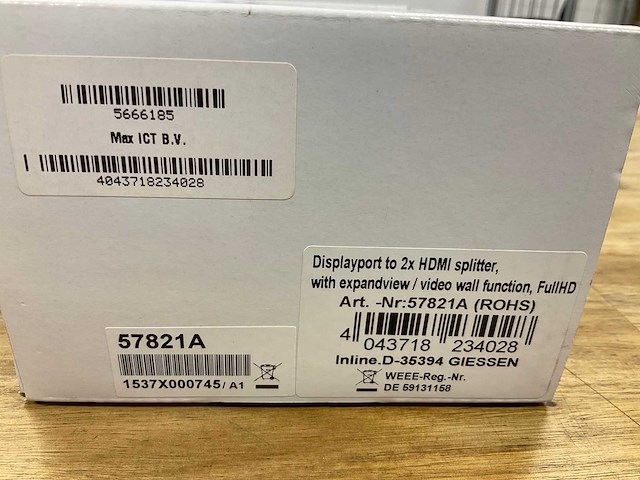 5666185
Max ICT B.V.
4043718234028
Displayport to 2x HDMI splitter,
with expandview / video wall function, FullHD
Art. -Nr:57821A (ROHS)
4 043718 234028
Inline.D-35394 GIESSEN
WEEE-Reg.-Nr.
DE 59131158
57821A
1537X000745/A1